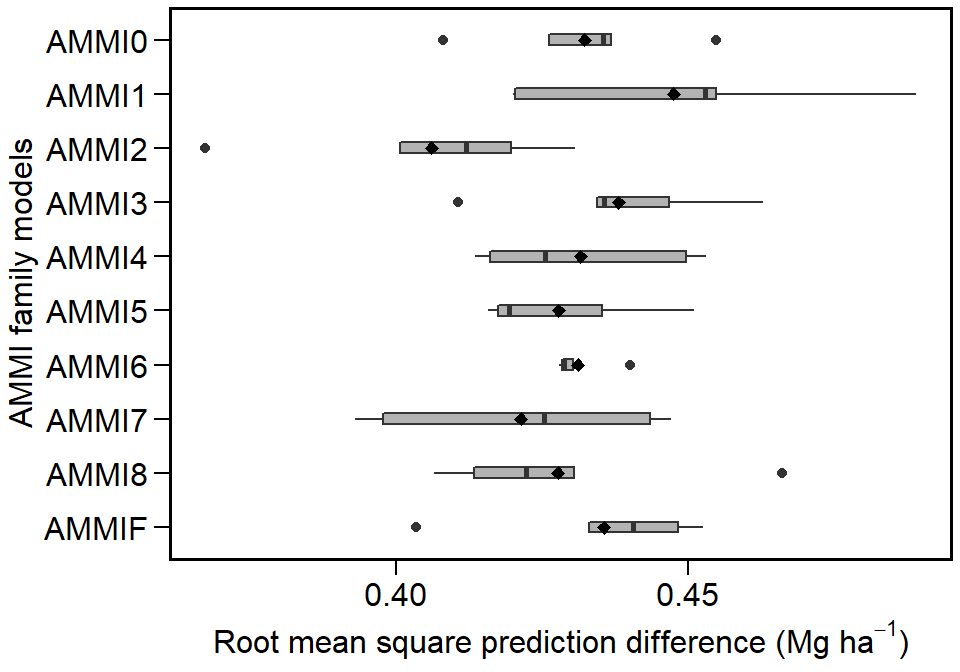 AMMI family models
AMMI0
AMMI1
AMMI2
AMMI3
AMMI4
AMMI5
AMMI6
AMMI7
AMMI8
AMMIF
0.40 0.45
Root mean square prediction difference (Mg ha⁻¹)